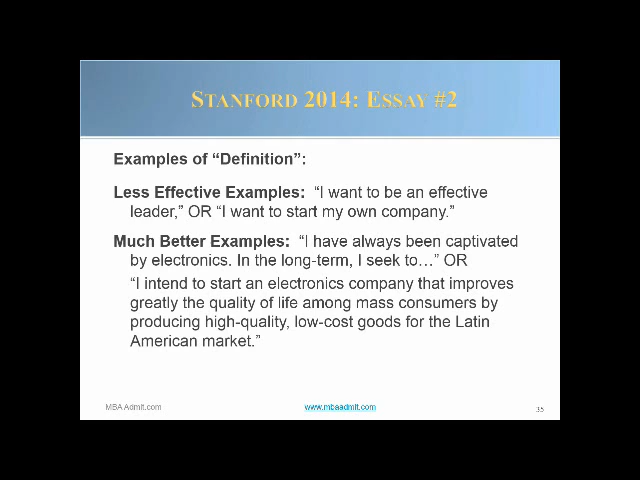 STANFORD 2014: ESSAY #2
Examples of “Definition”:
Less Effective Examples: “I want to be an effective
leader,” OR “I want to start my own company.”
Much Better Examples: “I have always been captivated
by electronics. In the long-term, I seek to…” OR
“I intend to start an electronics company that improves
greatly the quality of life among mass consumers by
producing high-quality, low-cost goods for the Latin
American market.”
MBA Admit.com www.mbaadmit.com 35